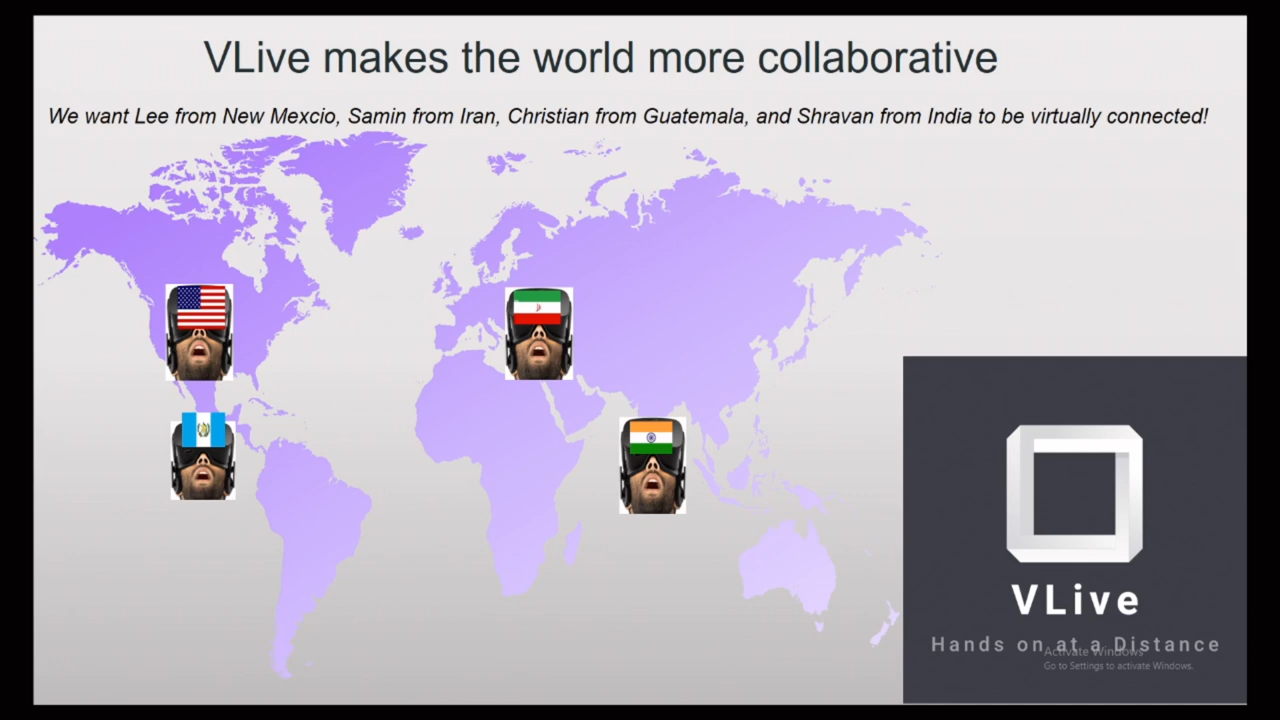 VLive makes the world more collaborative
We want Lee from New Mexcio, Samin from Iran, Christian from Guatemala, and Shravan from India to be virtually connected!
VLive
Hands on at a Distance
Activate Windows
Go to Settings to activate Windows.